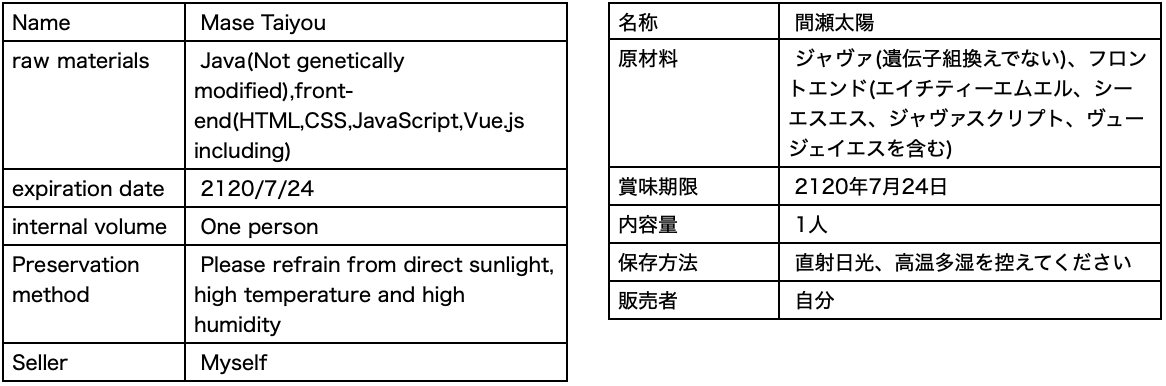 Name
Mase Taiyou
raw materials
Java(Not genetically
modified),front-
end(HTML,CSS,JavaScript,Vue.js
including)
expiration date
2120/7/24
internal volume
One person
Preservation
method
Please refrain from direct sunlight,
high temperature and high
humidity
Seller
Myself
名称
間瀬太陽
原材料
ジャヴァ(遺伝子組換えでない)、フロン
トエンド(エイチティーエムエル、シー
エスエス、ジャヴァスクリプト、ヴュー
ジェイエスを含む)
賞味期限
2120年7月24日
内容量
1人
保存方法
直射日光、高温多湿を控えてください
販売者
自分